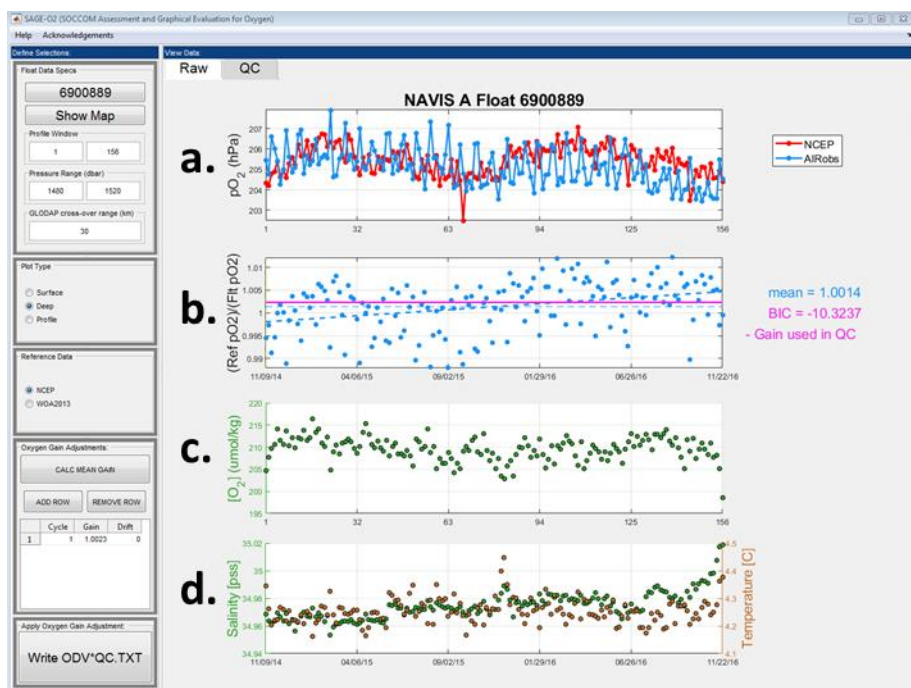 SAGE-O2 (SOCCOM Assessment and Graphical Evaluation for Oxygen)
Help Acknowledgements
Define Selections:
View Data:
Float Data Specs
6900889
Show Map
Profile Window
1 156
Pressure Range (dbar)
1480 1520
GLODAP cross-over range (km)
30
Plot Type
Surface
Deep
Profile
Reference Data
NCEP
WOA2013
Oxygen Gain Adjustments:
CALC MEAN GAIN
ADD ROW REMOVE ROW
Cycle Gain Drift
1 1 1.0023 0
Apply Oxygen Gain Adjustment:
Write ODV*QC.TXT
Raw QC
NAVIS A Float 6900889
a.
pO2 (hPa)
207
206
205
204
203
1 32 63 94 125 156
NCEP
AIRobs
b.
(Ref pO2)/(Flt pO2)
1.01
1.005
1
0.995
0.99
11/09/14 04/06/15 09/02/15 01/29/16 06/26/16 11/22/16
mean = 1.0014
BIC = -10.3237
- Gain used in QC
c.
[O2] (umol/kg)
220
215
210
205
200
195
1 32 63 94 125 156
d.
Salinity [pss]
35.02
35
34.98
34.96
34.94
Temperature [C]
4.5
4.4
4.3
4.2
4.1
11/09/14 04/06/15 09/02/15 01/29/16 06/26/16 11/22/16